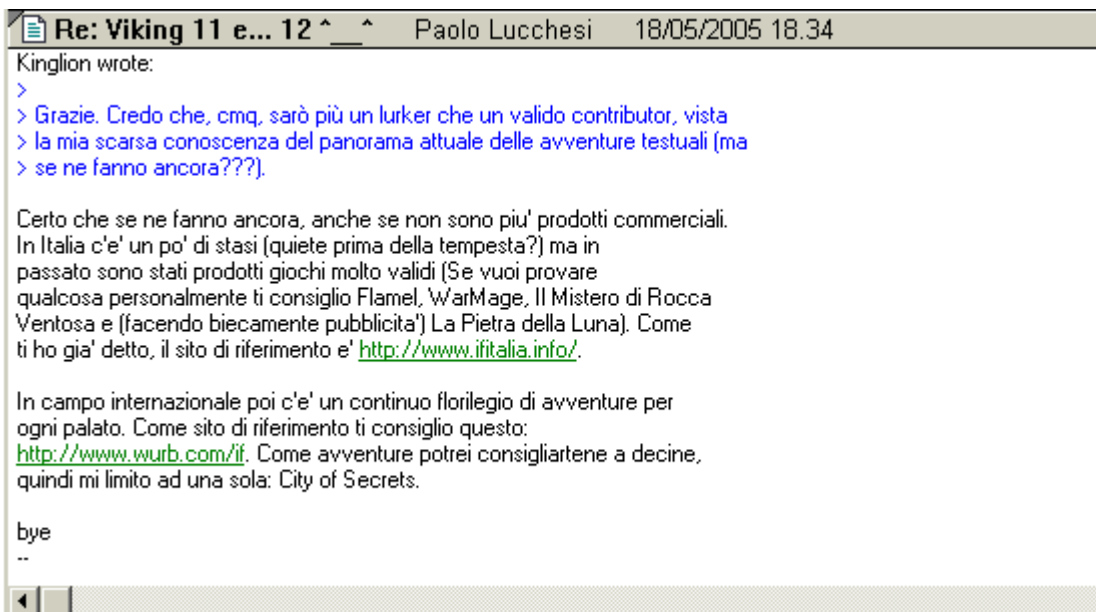 Re: Viking 11 e... 12 ^__^ Paolo Lucchesi 18/05/2005 18.34
Kinglion wrote:
>
> Grazie. Credo che, cmq, sarò più un lurker che un valido contributor, vista
> la mia scarsa conoscenza del panorama attuale delle avventure testuali (ma
> se ne fanno ancora???).
Certo che se ne fanno ancora, anche se non sono piu' prodotti commerciali.
In Italia c'e' un po' di stasi (quiete prima della tempesta?) ma in
passato sono stati prodotti giochi molto validi (Se vuoi provare
qualcosa personalmente ti consiglio Flamel, WarMage, Il Mistero di Rocca
Ventosa e (facendo biecamente pubblicita') La Pietra della Luna). Come
ti ho gia' detto, il sito di riferimento e' http://www.ifitalia.info/.
In campo internazionale poi c'e' un continuo florilegio di avventure per
ogni palato. Come sito di riferimento ti consiglio questo:
http://www.wurb.com/if. Come avventure potrei consigliartene a decine,
quindi mi limito ad una sola: City of Secrets.
bye
--